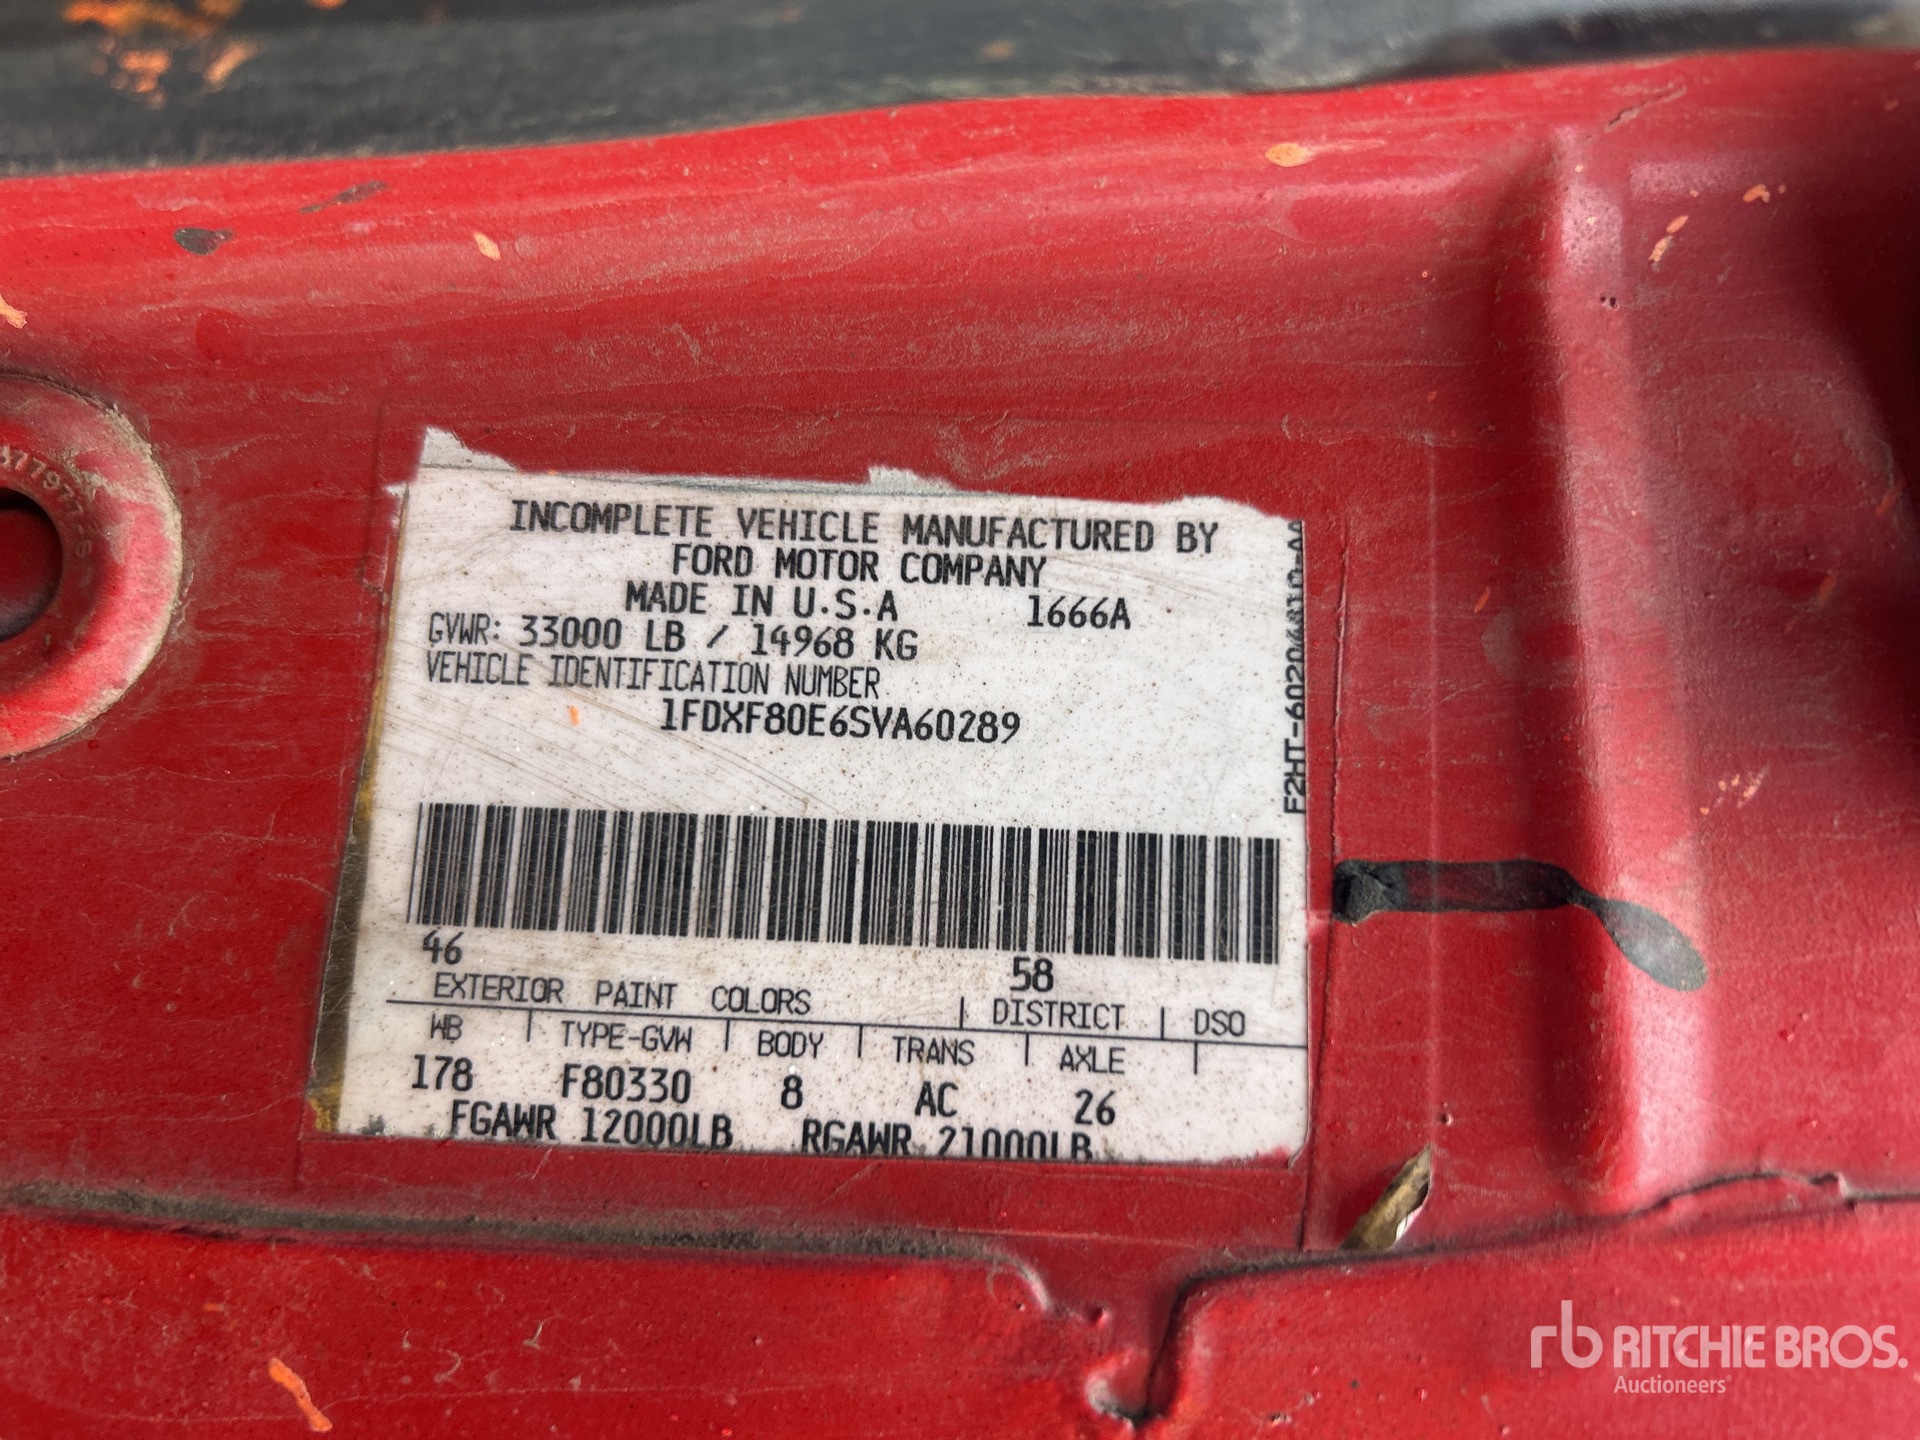 INCOMPLETE VEHICLE MANUFACTURED BY
FORD MOTOR COMPANY
MADE IN U.S.A 1666A
GVWR: 33000 LB / 14968 KG
VEHICLE IDENTIFICATION NUMBER
1FDXF80E6SVA60289
46 58
EXTERIOR PAINT COLORS DISTRICT DSO
WB TYPE-GVW BODY TRANS AXLE
178 F80330 8 AC 26
FGAWR 12000LB RGAWR 21000LB
rb RITCHIE BROS.
Auctioneers